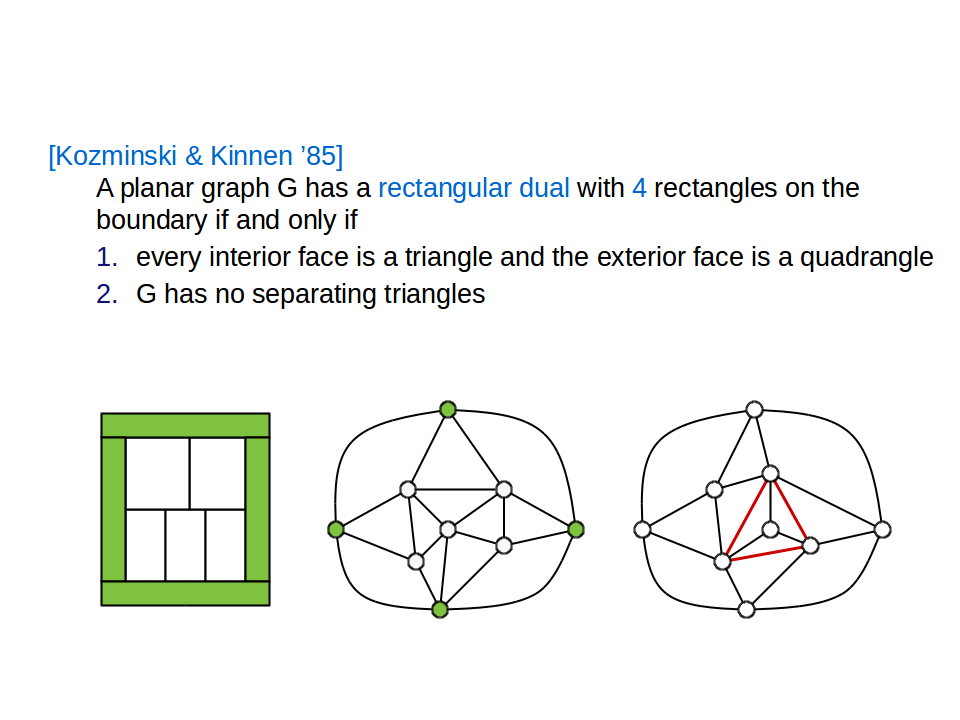 [Kozminski & Kinnen ’85]
A planar graph G has a rectangular dual with 4 rectangles on the
boundary if and only if
1. every interior face is a triangle and the exterior face is a quadrangle
2. G has no separating triangles